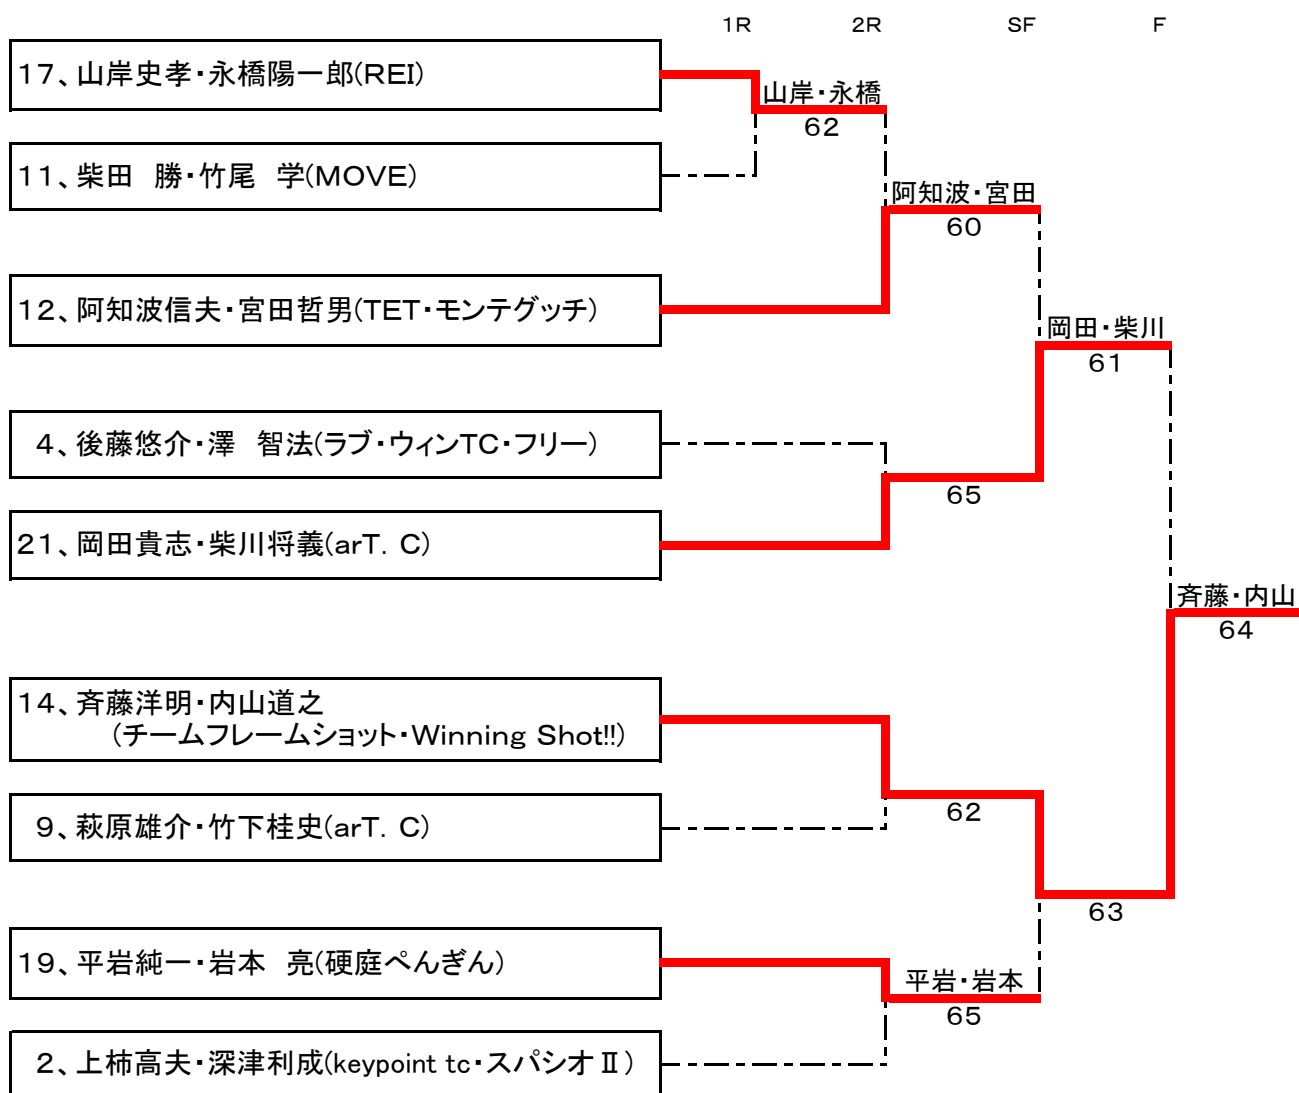 1R 2R SF F
17、山岸史孝・永橋陽一郎(REI)
山岸・永橋
62
11、柴田　勝・竹尾　学(MOVE)
阿知波・宮田
60
12、阿知波信夫・宮田哲男(TET・モンテグッチ)
岡田・柴川
61
4、後藤悠介・澤　智法(ラブ・ウィンTC・フリー)
65
21、岡田貴志・柴川将義(arT. C)
斉藤・内山
64
14、斉藤洋明・内山道之
(チームフレームショット・Winning Shot!!)
62
9、萩原雄介・竹下桂史(arT. C)
63
19、平岩純一・岩本　亮(硬庭ぺんぎん)
平岩・岩本
65
2、上柿高夫・深津利成(keypoint tc・スパシオⅡ)